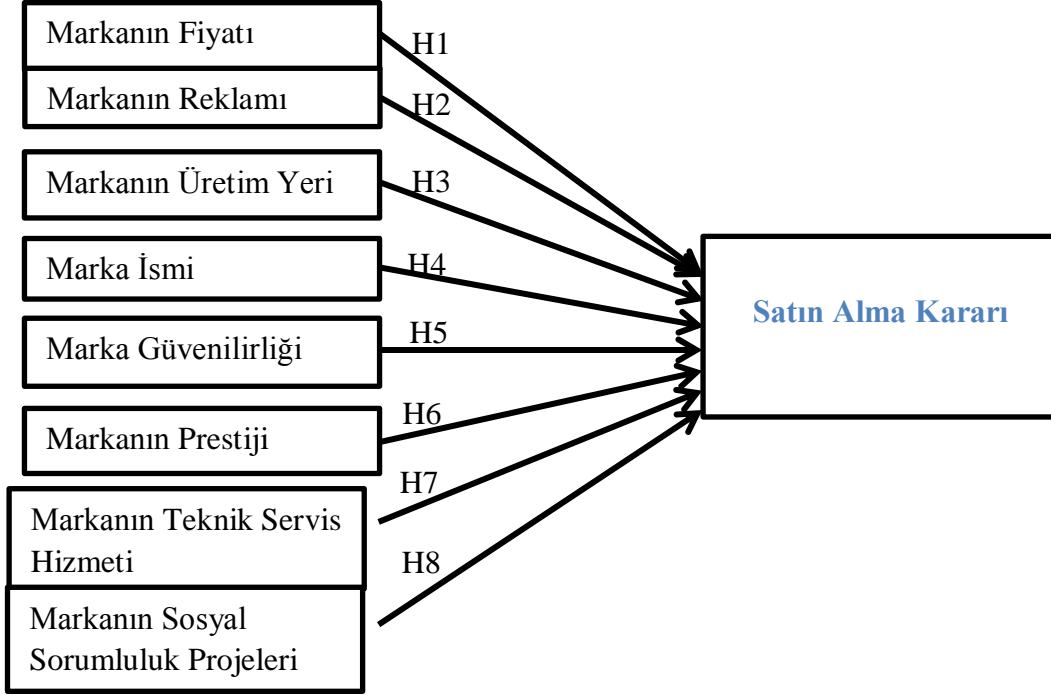 Markanın Fiyatı
H1
Markanın Reklamı
H2
Markanın Üretim Yeri
H3
Marka İsmi
H4
Satın Alma Kararı
Marka Güvenilirliği
H5
Markanın Prestiji
H6
H7
Markanın Teknik Servis
Hizmeti
H8
Markanın Sosyal
Sorumluluk Projeleri